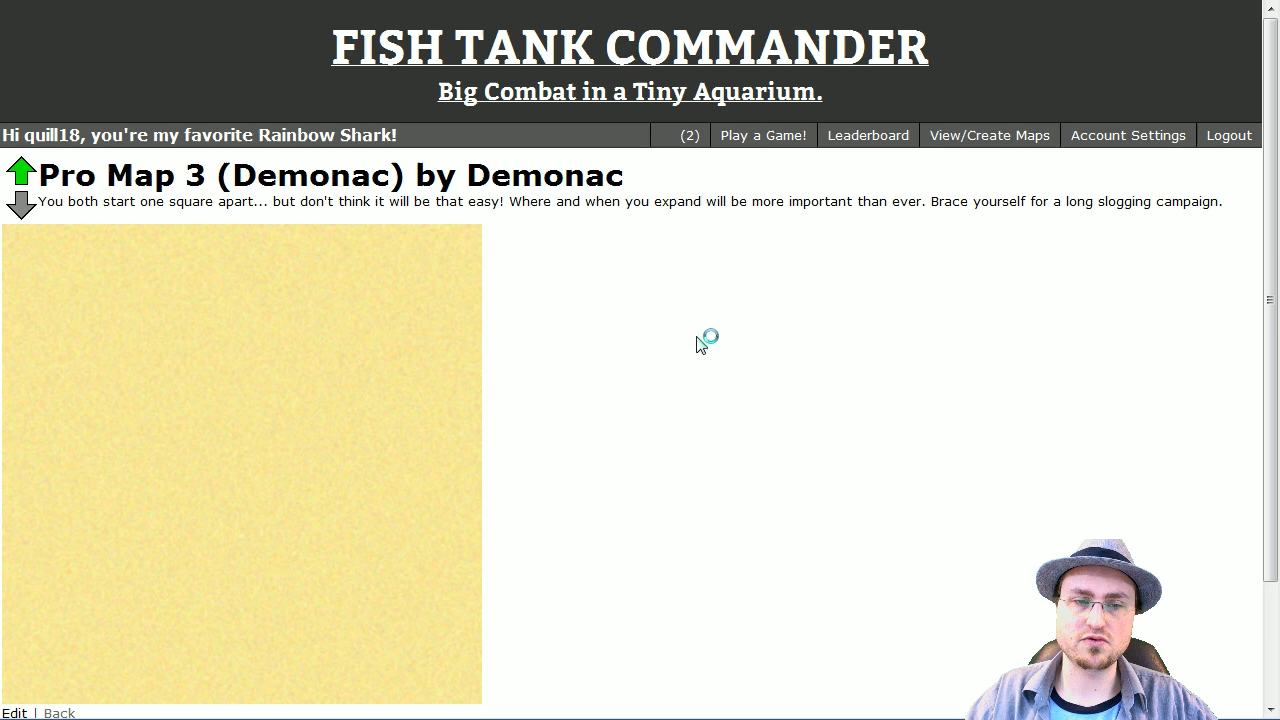 FISH TANK COMMANDER
Big Combat in a Tiny Aquarium.
Hi quill18, you're my favorite Rainbow Shark!
(2)
Play a Game!
Leaderboard
View/Create Maps
Account Settings
Logout
Pro Map 3 (Demonac) by Demonac
You both start one square apart... but don't think it will be that easy! Where and when you expand will be more important than ever. Brace yourself for a long slogging campaign.
Edit | Back